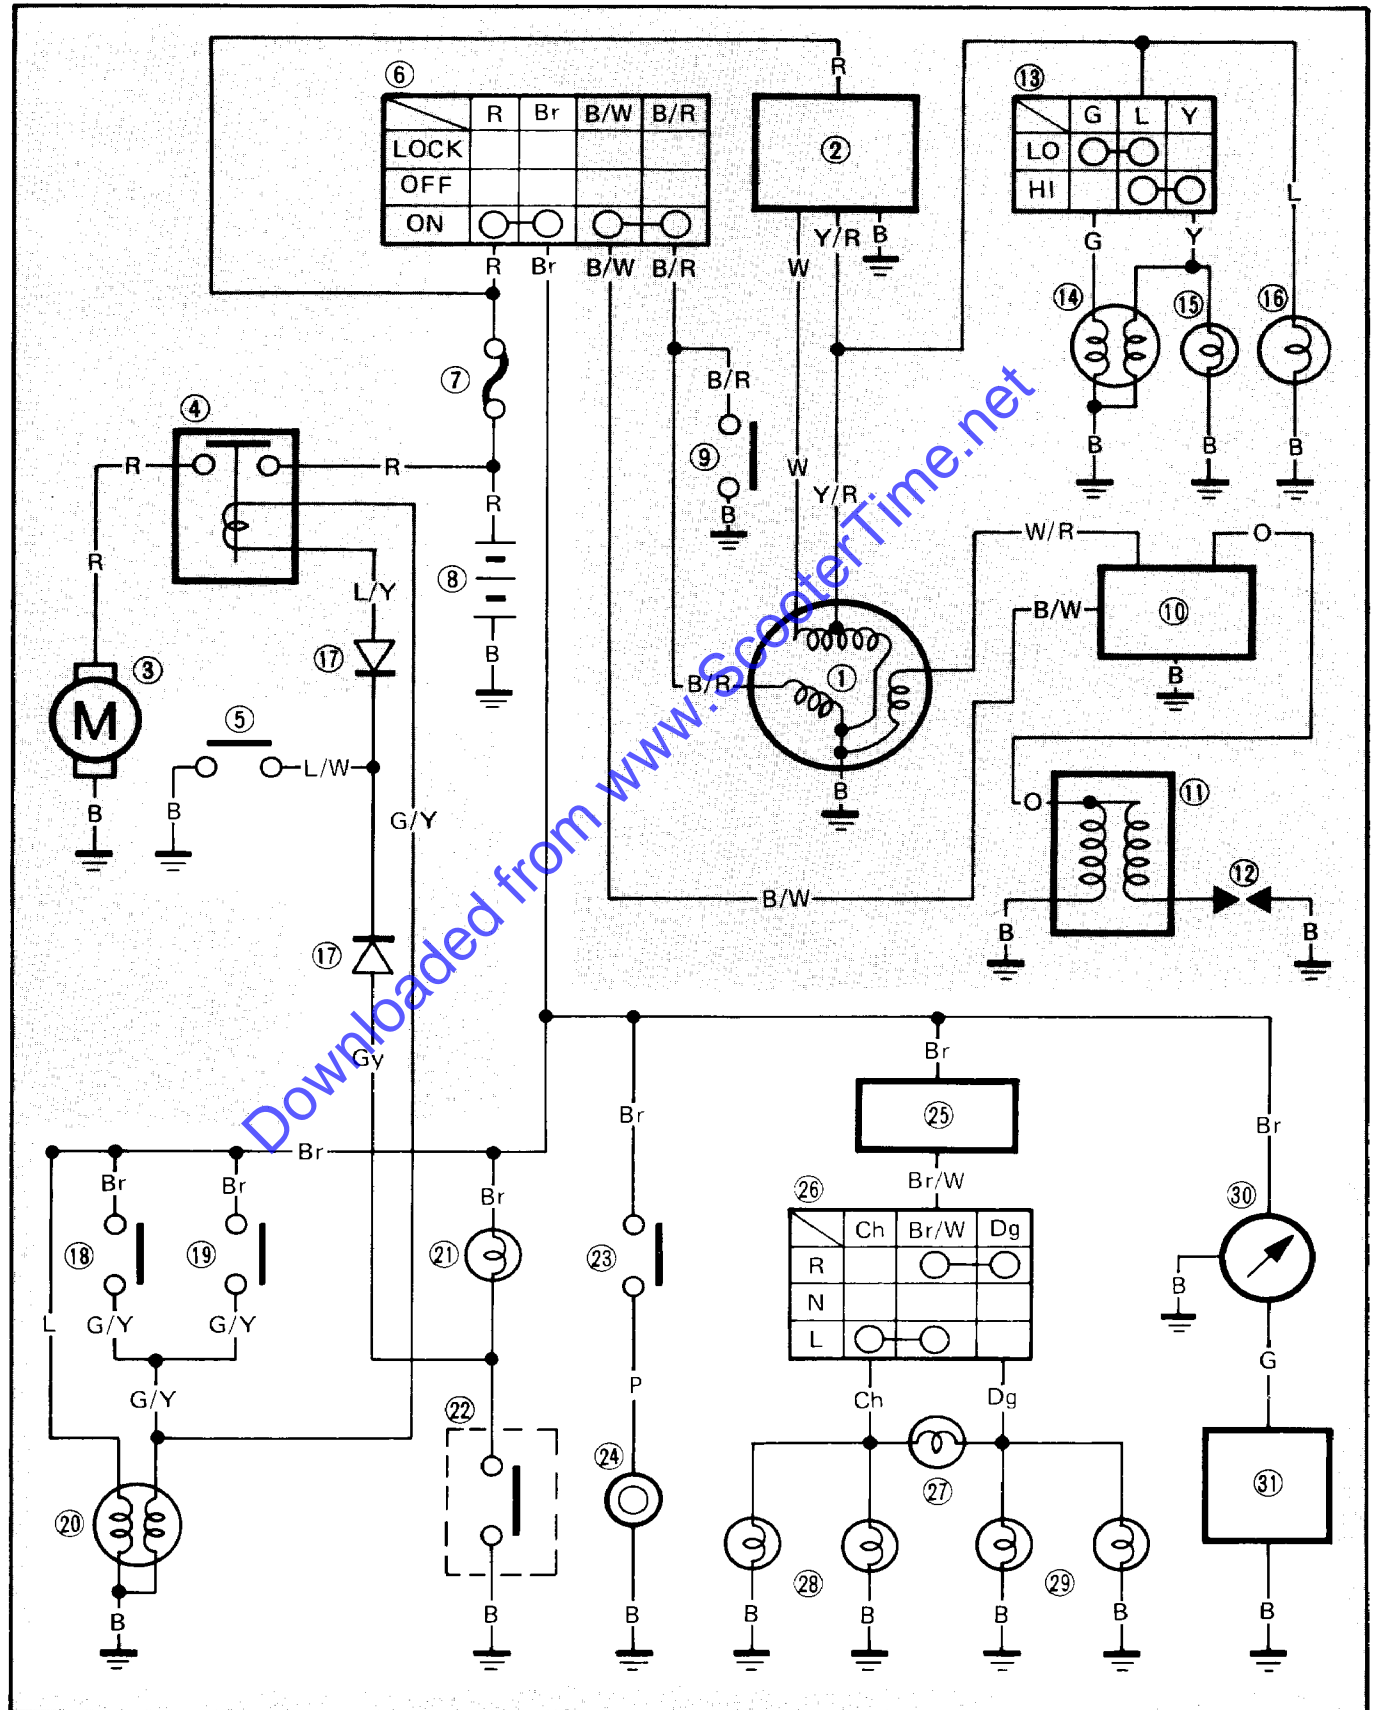 R
⑥
R Br B/W B/R
LOCK
OFF
ON
R Br B/W B/R
②
W Y/R B
⑬
G L Y
LO
HI
G Y
L
⑭ ⑮ ⑯
B B B
⑦
B/R
⑨
B
W
Y/R
④
R R
R
R
L/Y
⑧
B
⑰
③
M
B
⑤
L/W
B
G/Y
B/R
①
B
W/R O
B/W
⑩
B
O
⑪
⑫
B B
B/W
⑰
Gy
Br
Br Br Br
⑱ ⑲
L
G/Y G/Y
G/Y
⑳
B
㉑
㉒
B
Br
㉓
P
㉔
B
Br
㉕
Br/W
㉖
Ch Br/W Dg
R
N
L
Ch Dg
㉗
㉘ ㉙
B B B B
Br
㉚
B
G
㉛
B
Downloaded from www.ScooterTime.net